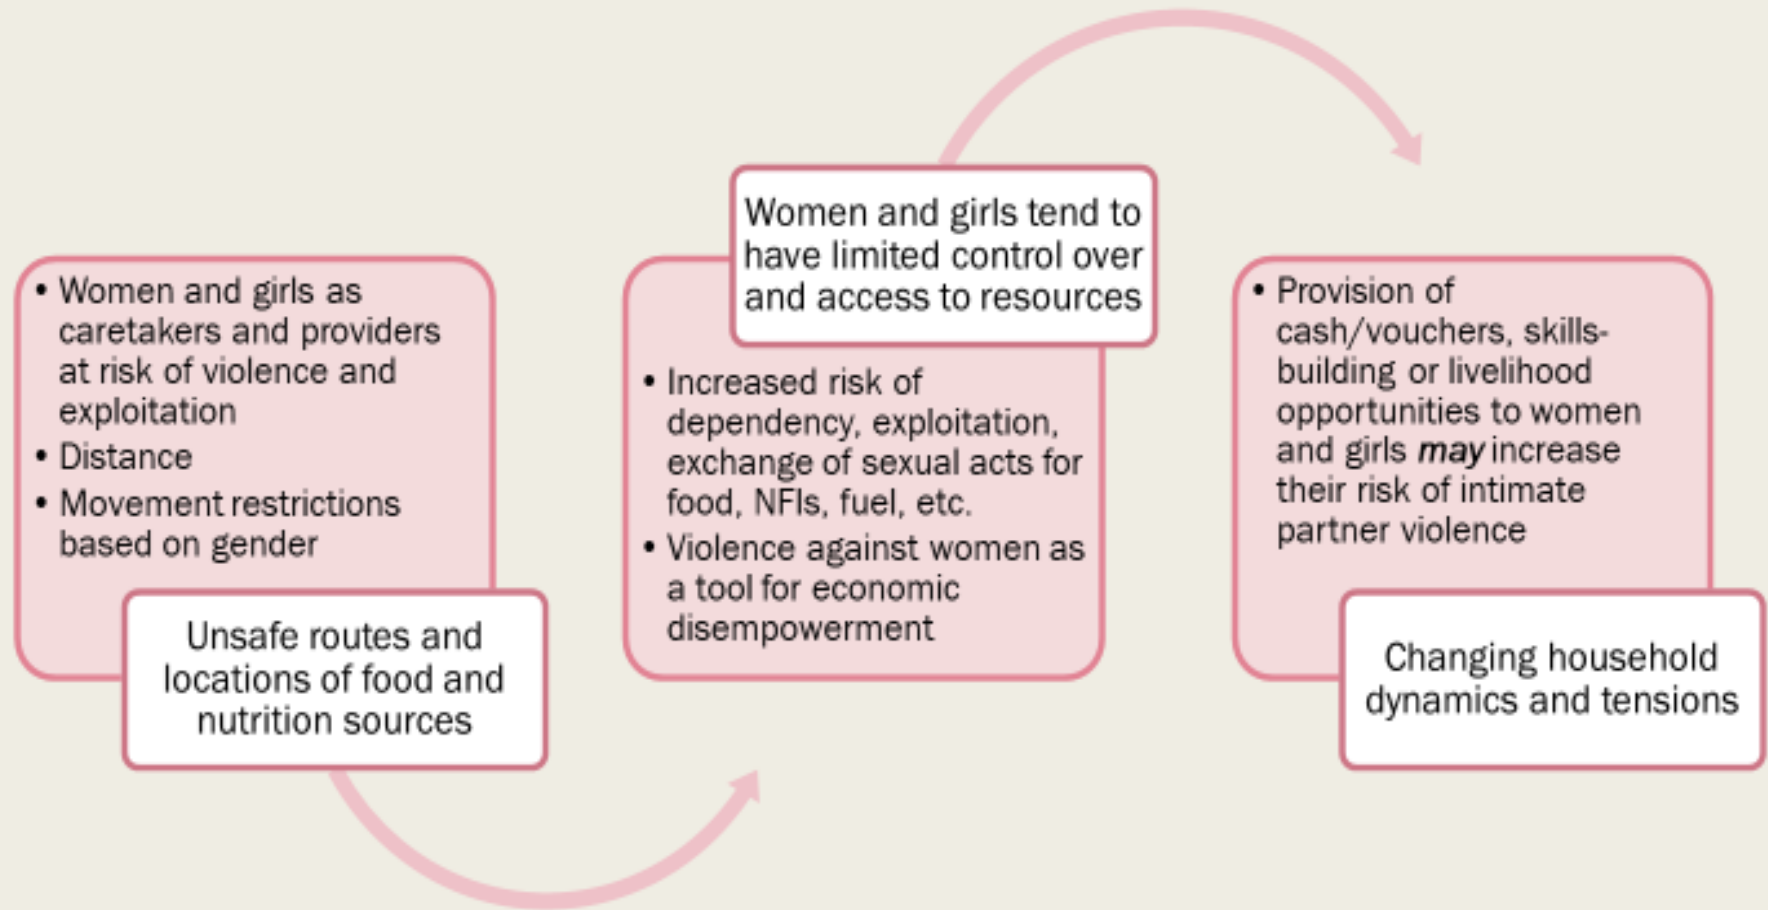 • Women and girls as
caretakers and providers
at risk of violence and
exploitation
• Distance
• Movement restrictions
based on gender
Unsafe routes and
locations of food and
nutrition sources
Women and girls tend to
have limited control over
and access to resources
• Increased risk of
dependency, exploitation,
exchange of sexual acts for
food, NFIs, fuel, etc.
• Violence against women as
a tool for economic
disempowerment
• Provision of
cash/vouchers, skills-
building or livelihood
opportunities to women
and girls may increase
their risk of intimate
partner violence
Changing household
dynamics and tensions